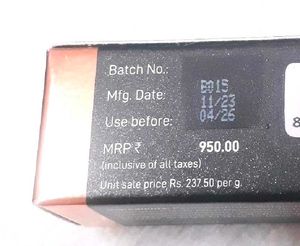 Batch No.: B015
Mfg. Date: 11/23
Use before: 04/26
MRP ₹ 950.00
(inclusive of all taxes)
Unit sale price Rs. 237.50 per g.
8